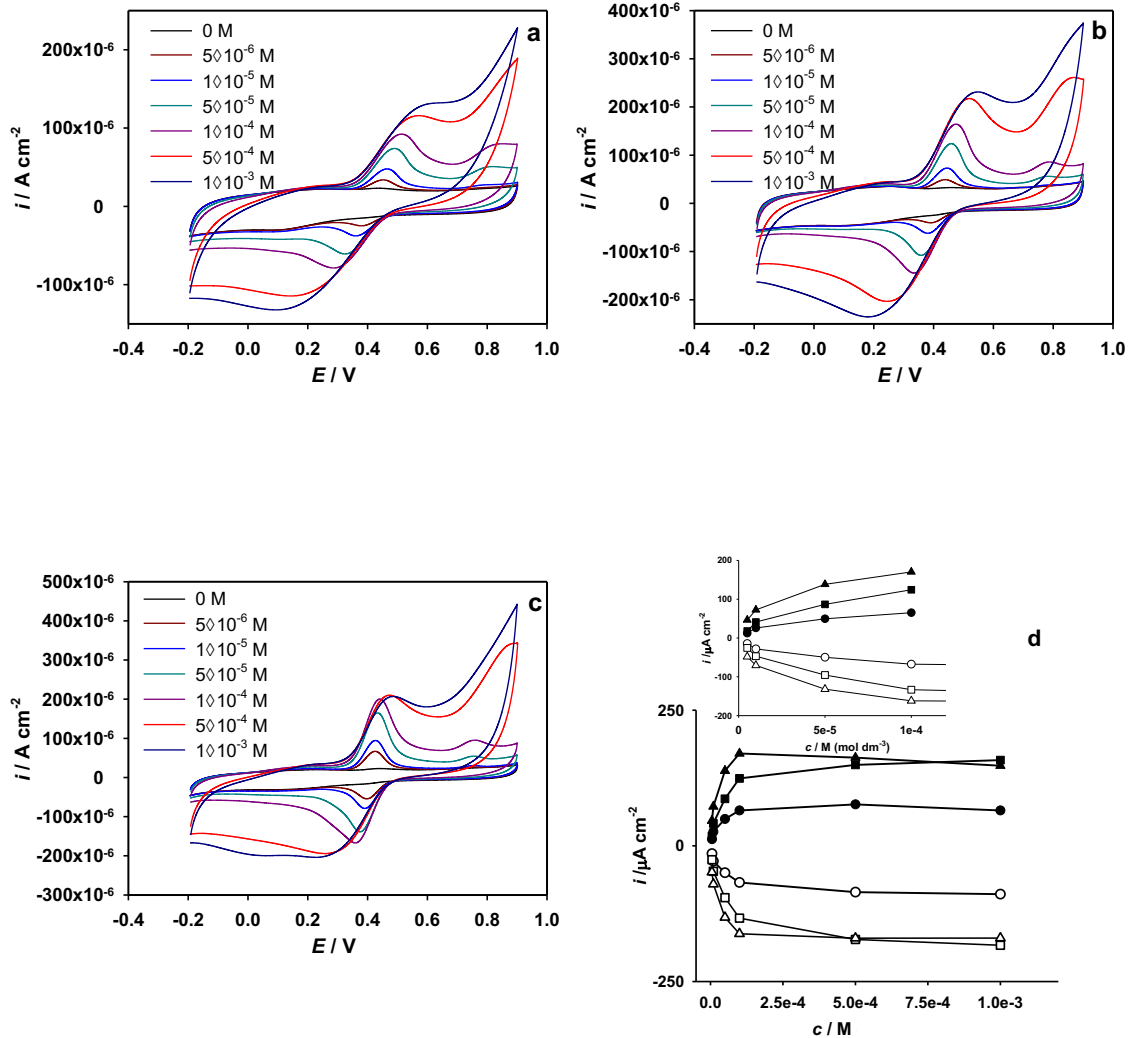 a
200x10-6
100x10-6
0
-100x10-6
i / A cm-2
0 M
5◊10-6 M
1◊10-5 M
5◊10-5 M
1◊10-4 M
5◊10-4 M
1◊10-3 M
-0.4 -0.2 0.0 0.2 0.4 0.6 0.8 1.0
E / V
b
400x10-6
300x10-6
200x10-6
100x10-6
0
-100x10-6
-200x10-6
i / A cm-2
0 M
5◊10-6 M
1◊10-5 M
5◊10-5 M
1◊10-4 M
5◊10-4 M
1◊10-3 M
-0.4 -0.2 0.0 0.2 0.4 0.6 0.8 1.0
E / V
c
500x10-6
400x10-6
300x10-6
200x10-6
100x10-6
0
-100x10-6
-200x10-6
-300x10-6
i / A cm-2
0 M
5◊10-6 M
1◊10-5 M
5◊10-5 M
1◊10-4 M
5◊10-4 M
1◊10-3 M
-0.4 -0.2 0.0 0.2 0.4 0.6 0.8 1.0
E / V
d
200
100
0
-100
-200
i /µA cm-2
0 5e-5 1e-4
c / M (mol dm-3)
250
0
-250
i /µA cm-2
0.0 2.5e-4 5.0e-4 7.5e-4 1.0e-3
c / M